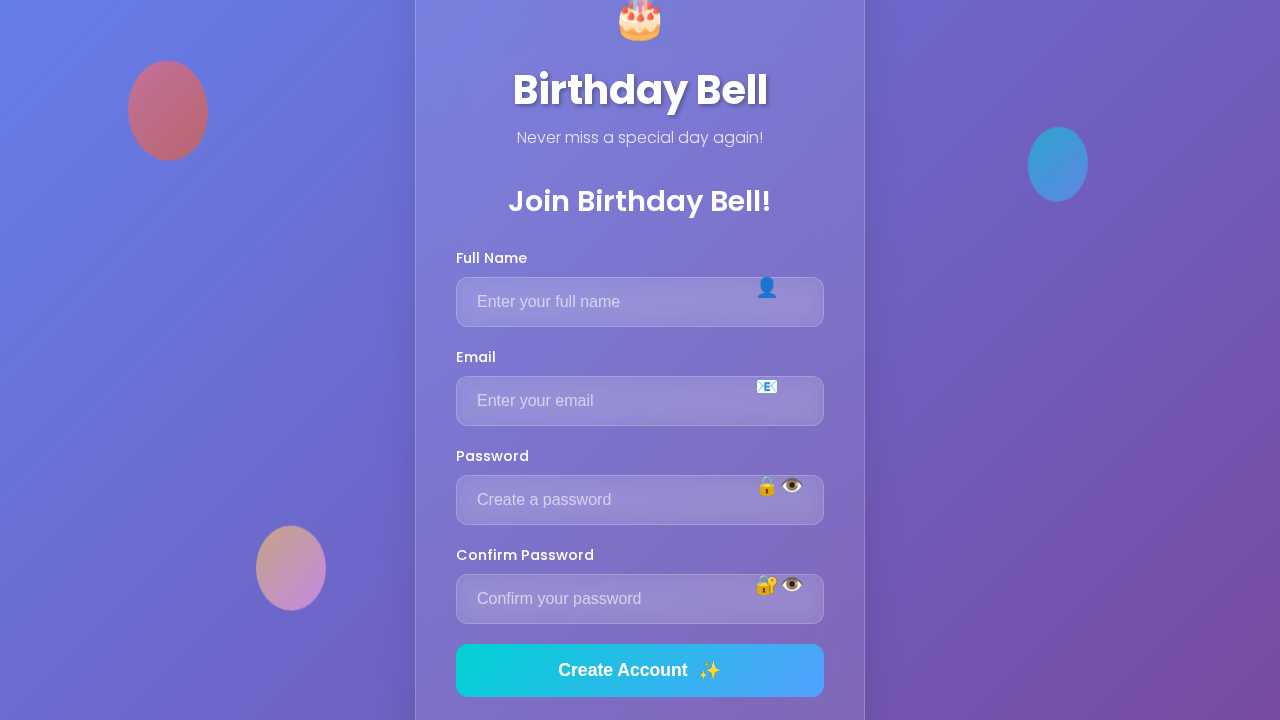 Birthday Bell
Never miss a special day again!
Join Birthday Bell!
Full Name
Enter your full name
Email
Enter your email
Password
Create a password
Confirm Password
Confirm your password
Create Account ✨